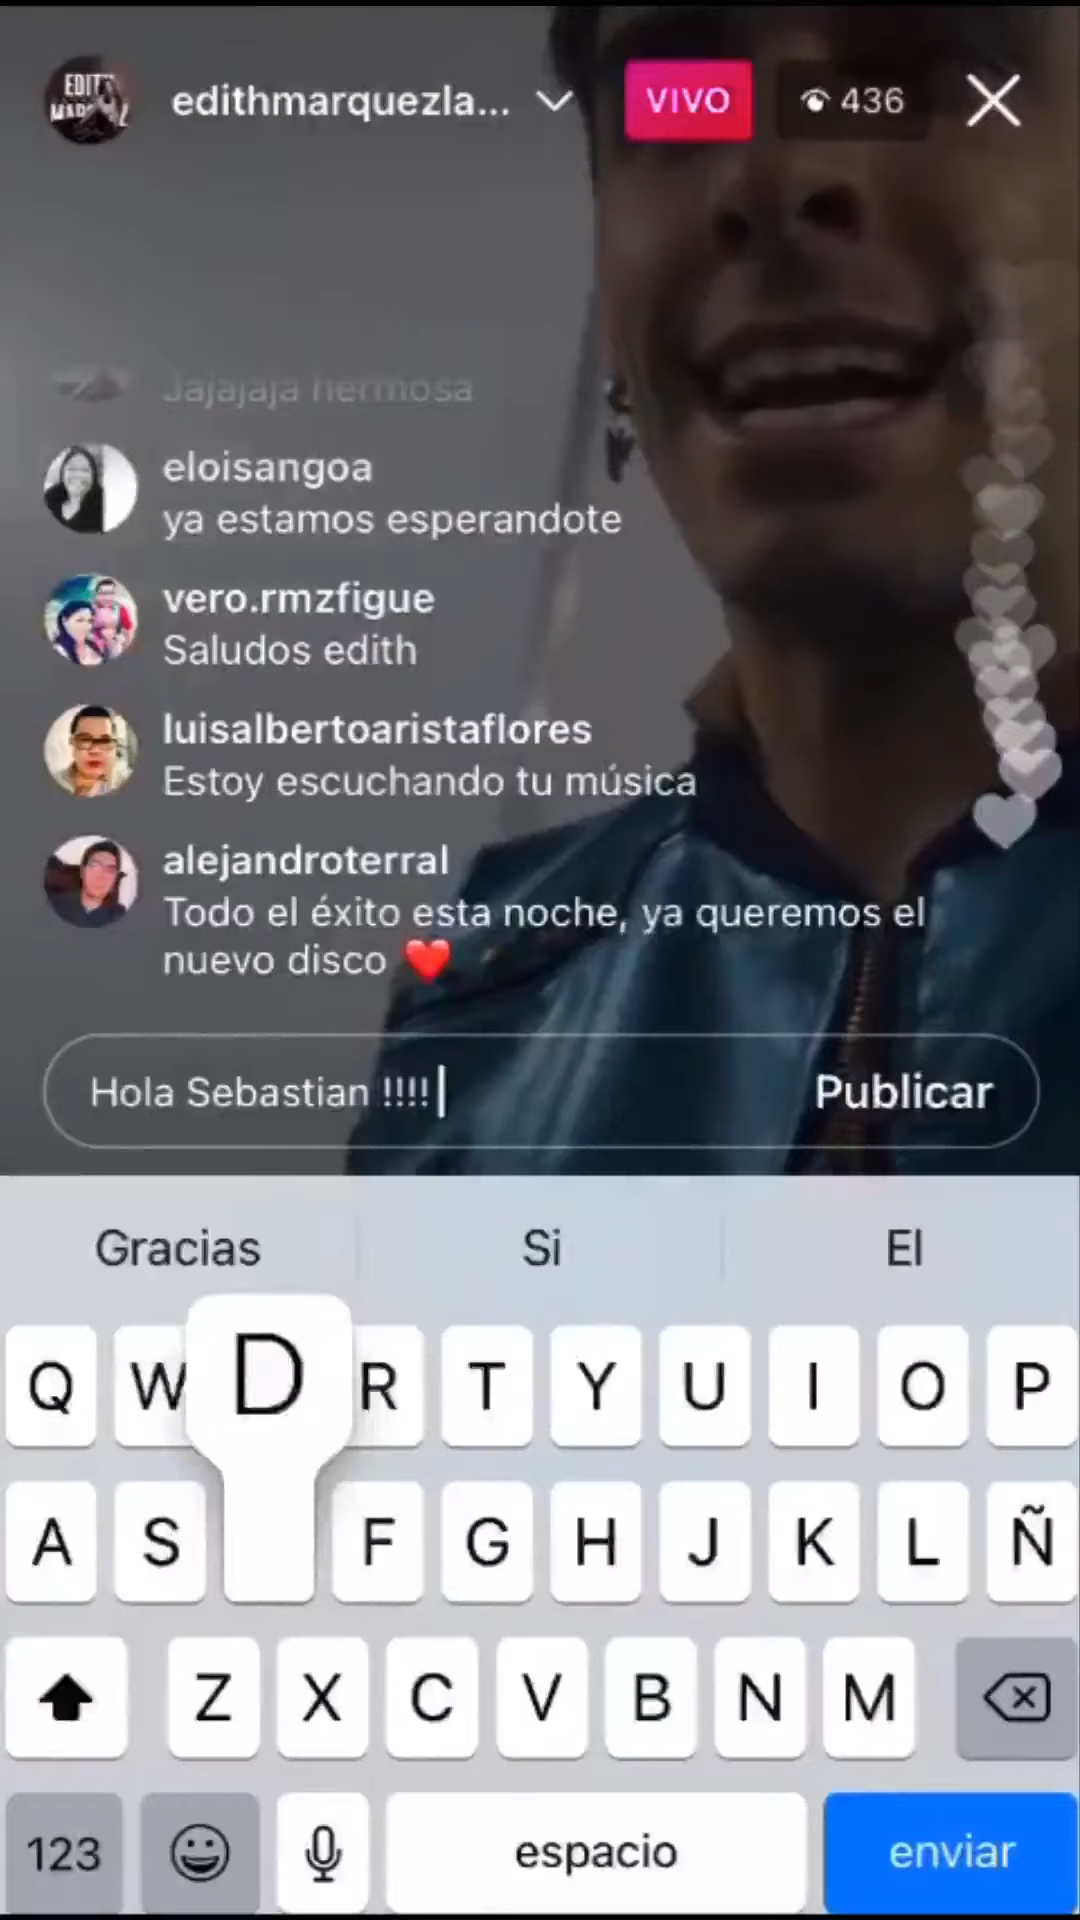 EDITH
MARQUEZ
edithmarquezla...
VIVO
436
Jajajaja hermosa
eloisangoa
ya estamos esperandote
vero.rmzfigue
Saludos edith
luisalbertoaristaflores
Estoy escuchando tu música
alejandroterral
Todo el éxito esta noche, ya queremos el
nuevo disco ❤️
Hola Sebastian !!!!
Publicar
Gracias Si El
Q W D R T Y U I O P
A S F G H J K L Ñ
Z X C V B N M
123 espacio enviar